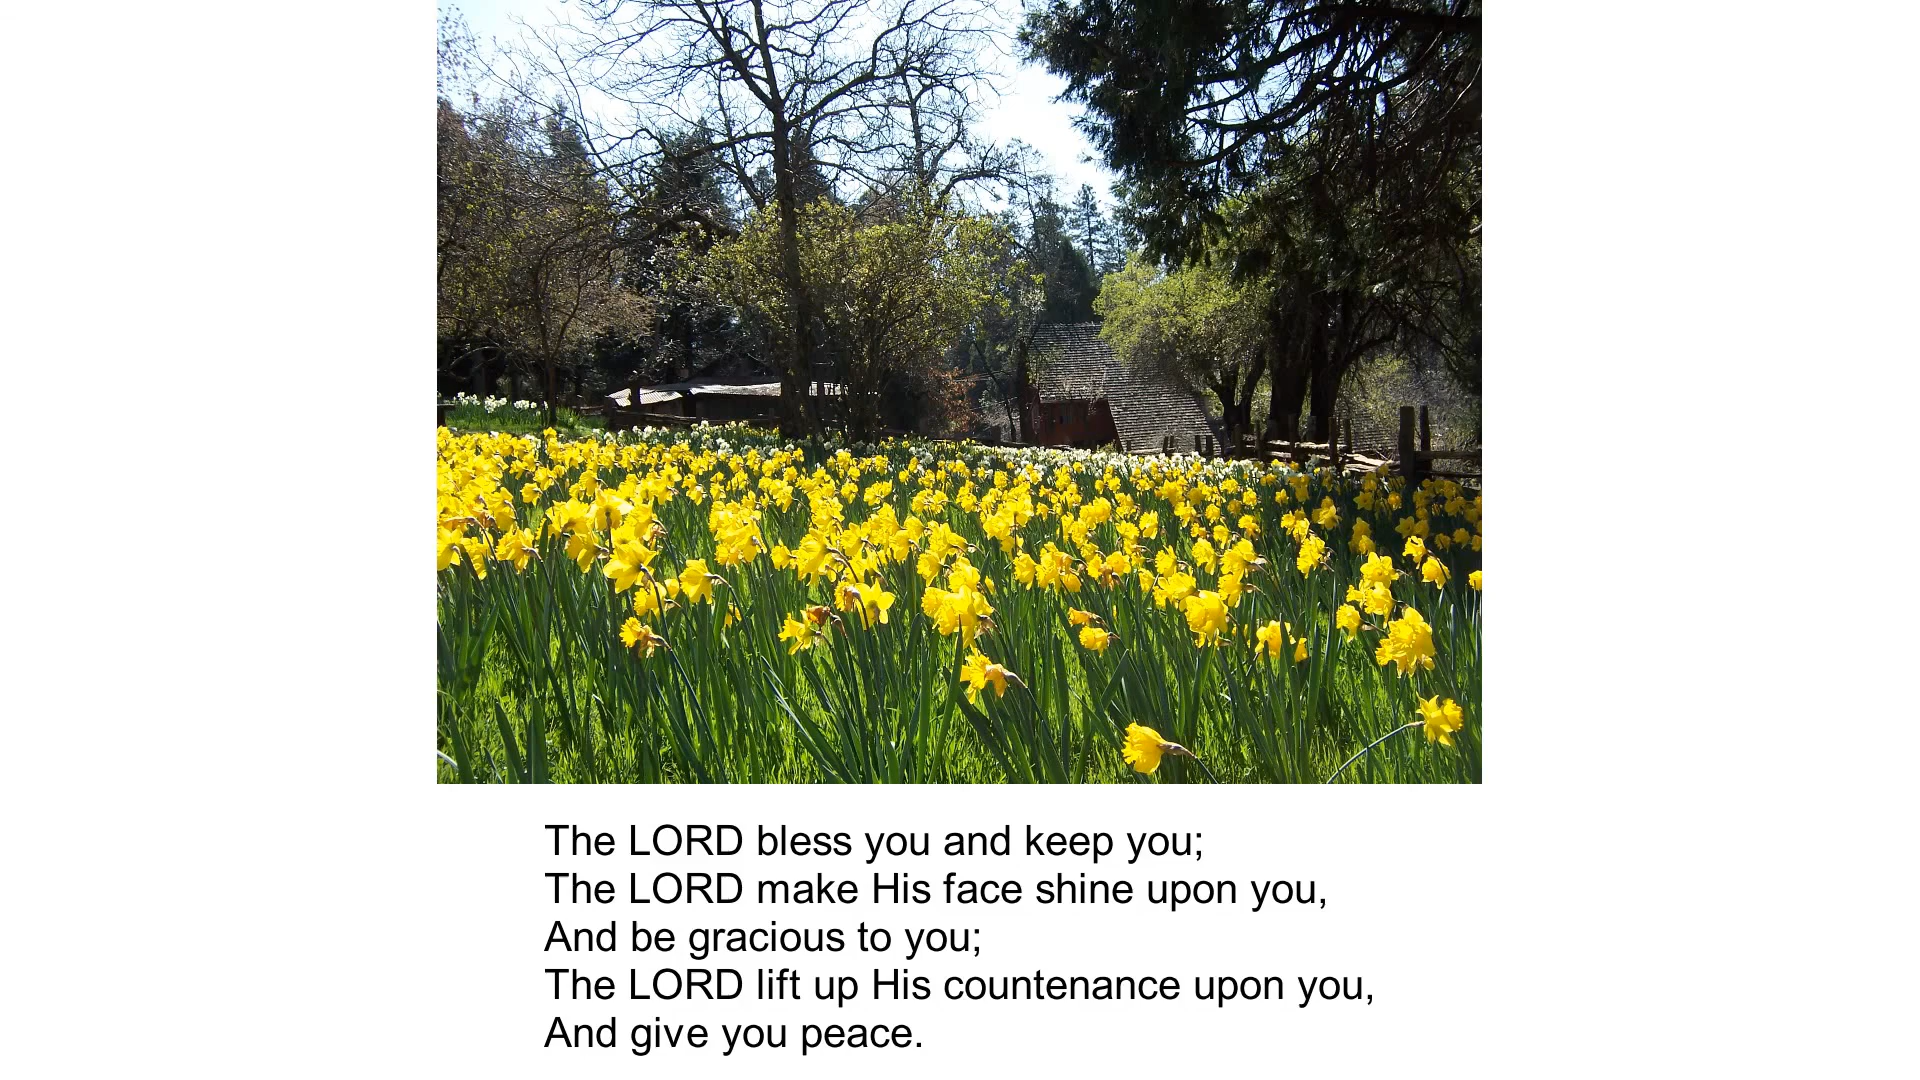 The LORD bless you and keep you;
The LORD make His face shine upon you,
And be gracious to you;
The LORD lift up His countenance upon you,
And give you peace.